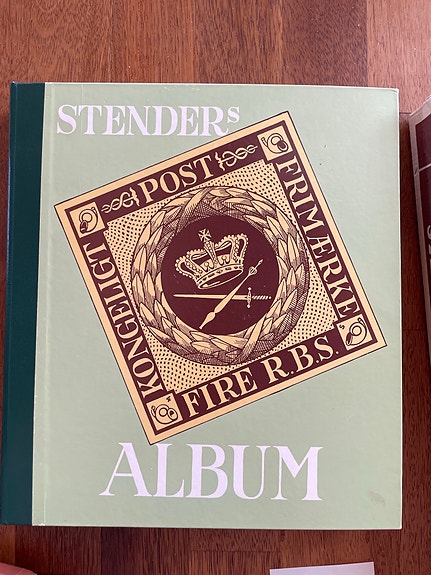 STENDERS
KONGELIGT
POST
FRIMÆRKE
FIRE R.B.S.
ALBUM